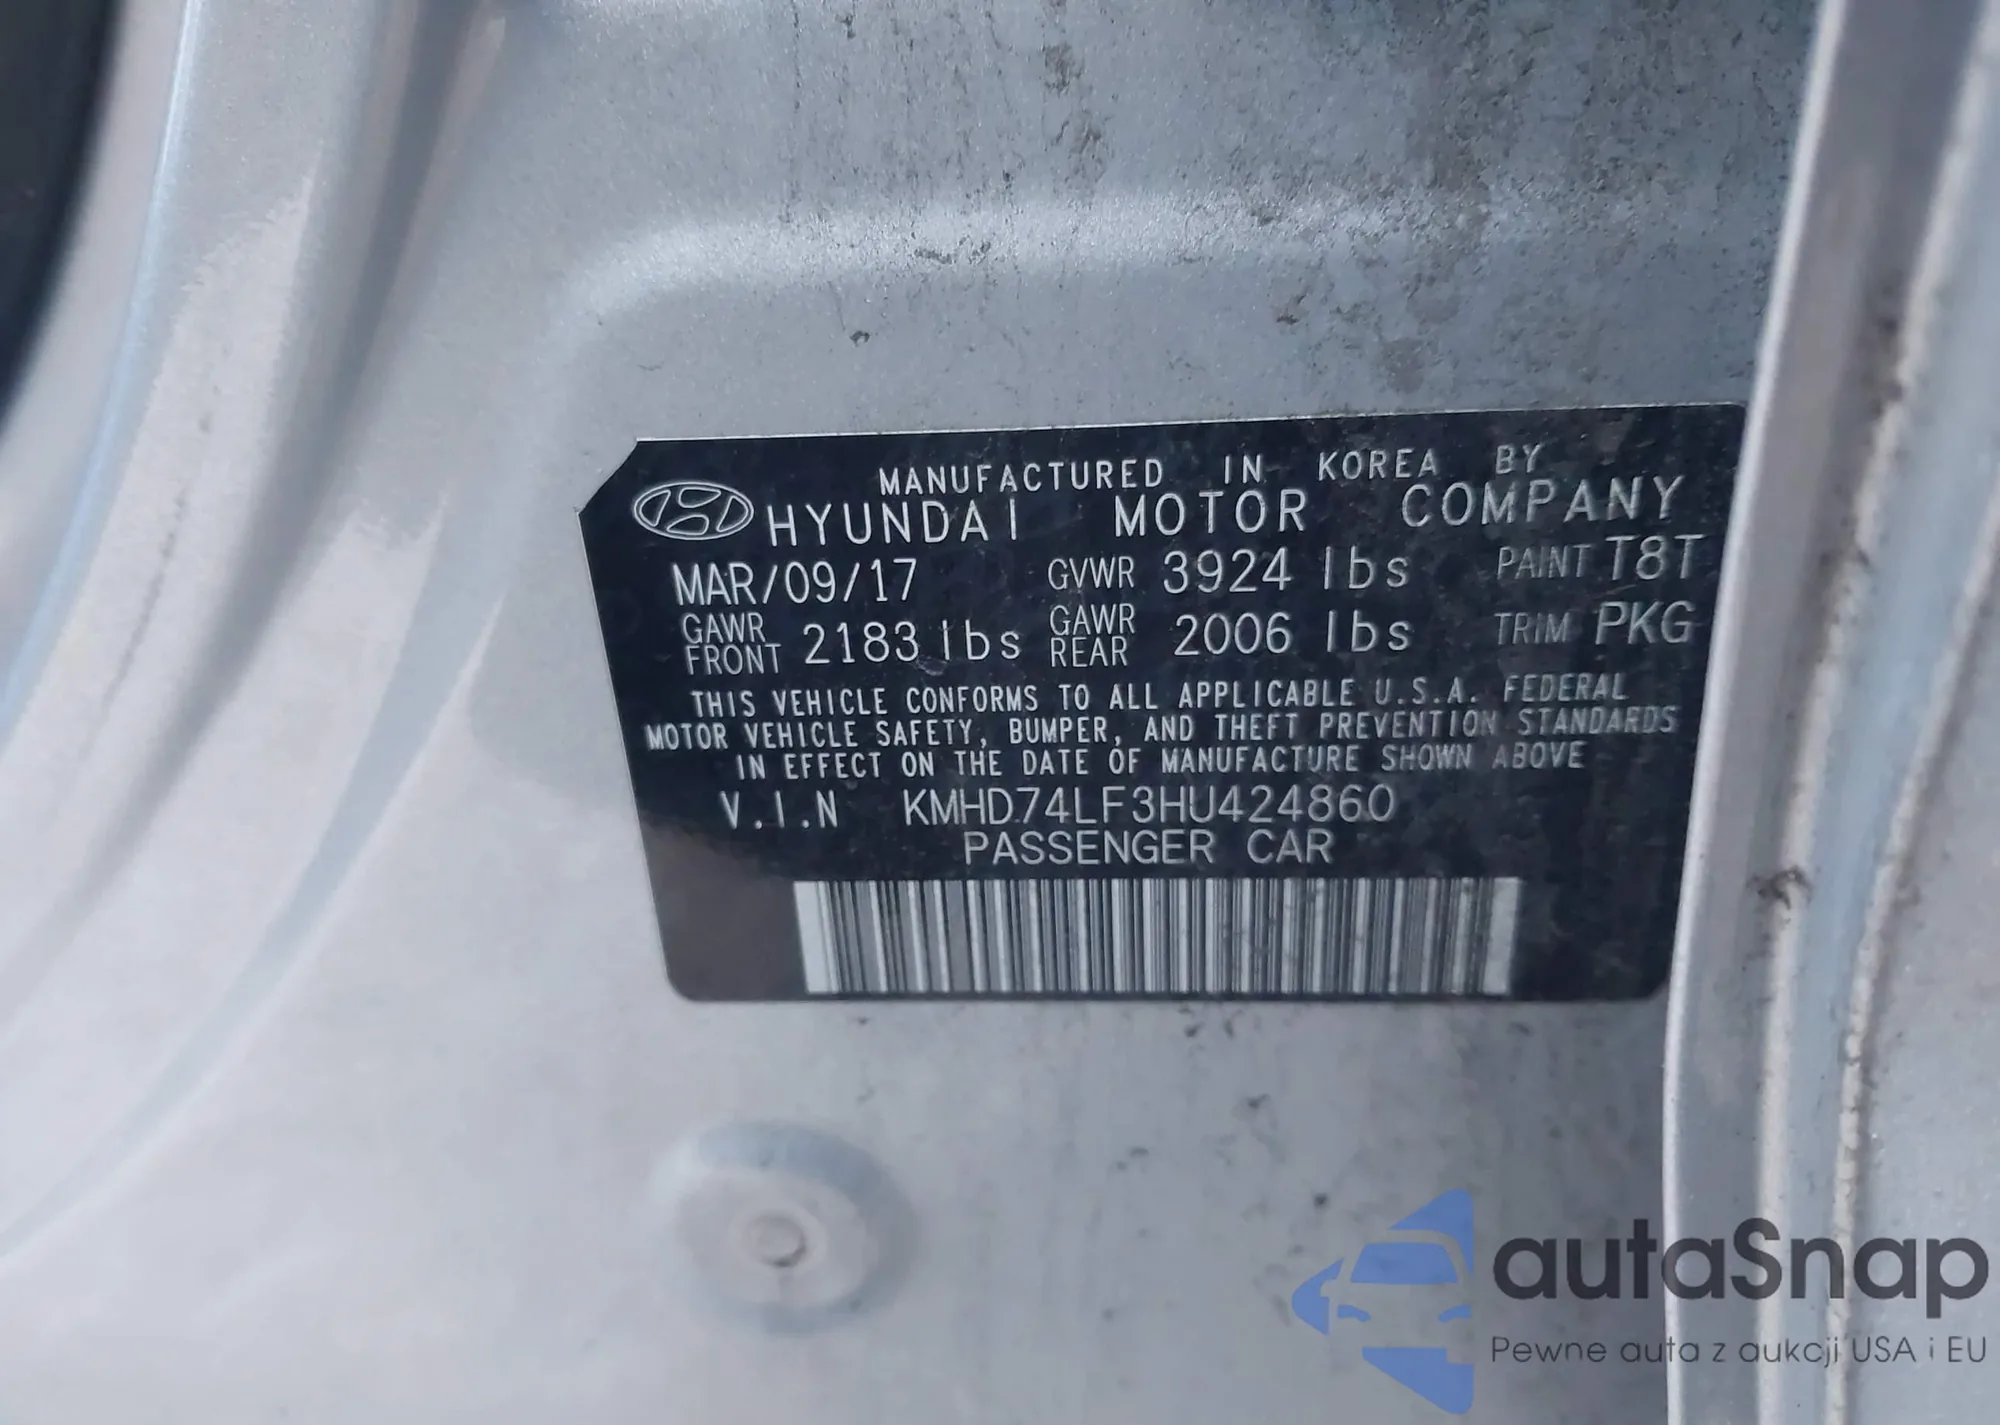 MANUFACTURED IN KOREA BY
HYUNDAI MOTOR COMPANY
MAR/09/17 GVWR 3924 lbs PAINT T8T
GAWR FRONT 2183 lbs GAWR REAR 2006 lbs TRIM PKG
THIS VEHICLE CONFORMS TO ALL APPLICABLE U.S.A. FEDERAL
MOTOR VEHICLE SAFETY, BUMPER, AND THEFT PREVENTION STANDARDS
IN EFFECT ON THE DATE OF MANUFACTURE SHOWN ABOVE
V.I.N KMHD74LF3HU424860
PASSENGER CAR
autaSnap
Pewne auta z aukcji USA i EU